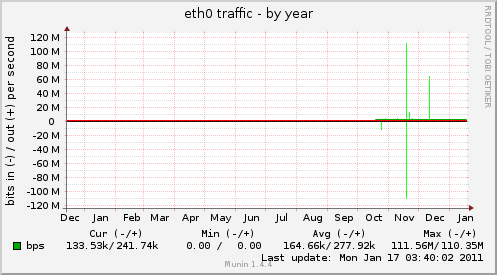 eth0 traffic - by year
RRDTOOL / TOBI OETIKER
bits in (-) / out (+) per second
120 M
100 M
80 M
60 M
40 M
20 M
0
-20 M
-40 M
-60 M
-80 M
-100 M
-120 M
Dec Jan Feb Mar Apr May Jun Jul Aug Sep Oct Nov Dec Jan
Cur (-/+) Min (-/+) Avg (-/+) Max (-/+)
bps 133.53k/241.74k 0.00 / 0.00 164.66k/277.92k 111.56M/110.35M
Last update: Mon Jan 17 03:40:02 2011
Munin 1.4.4